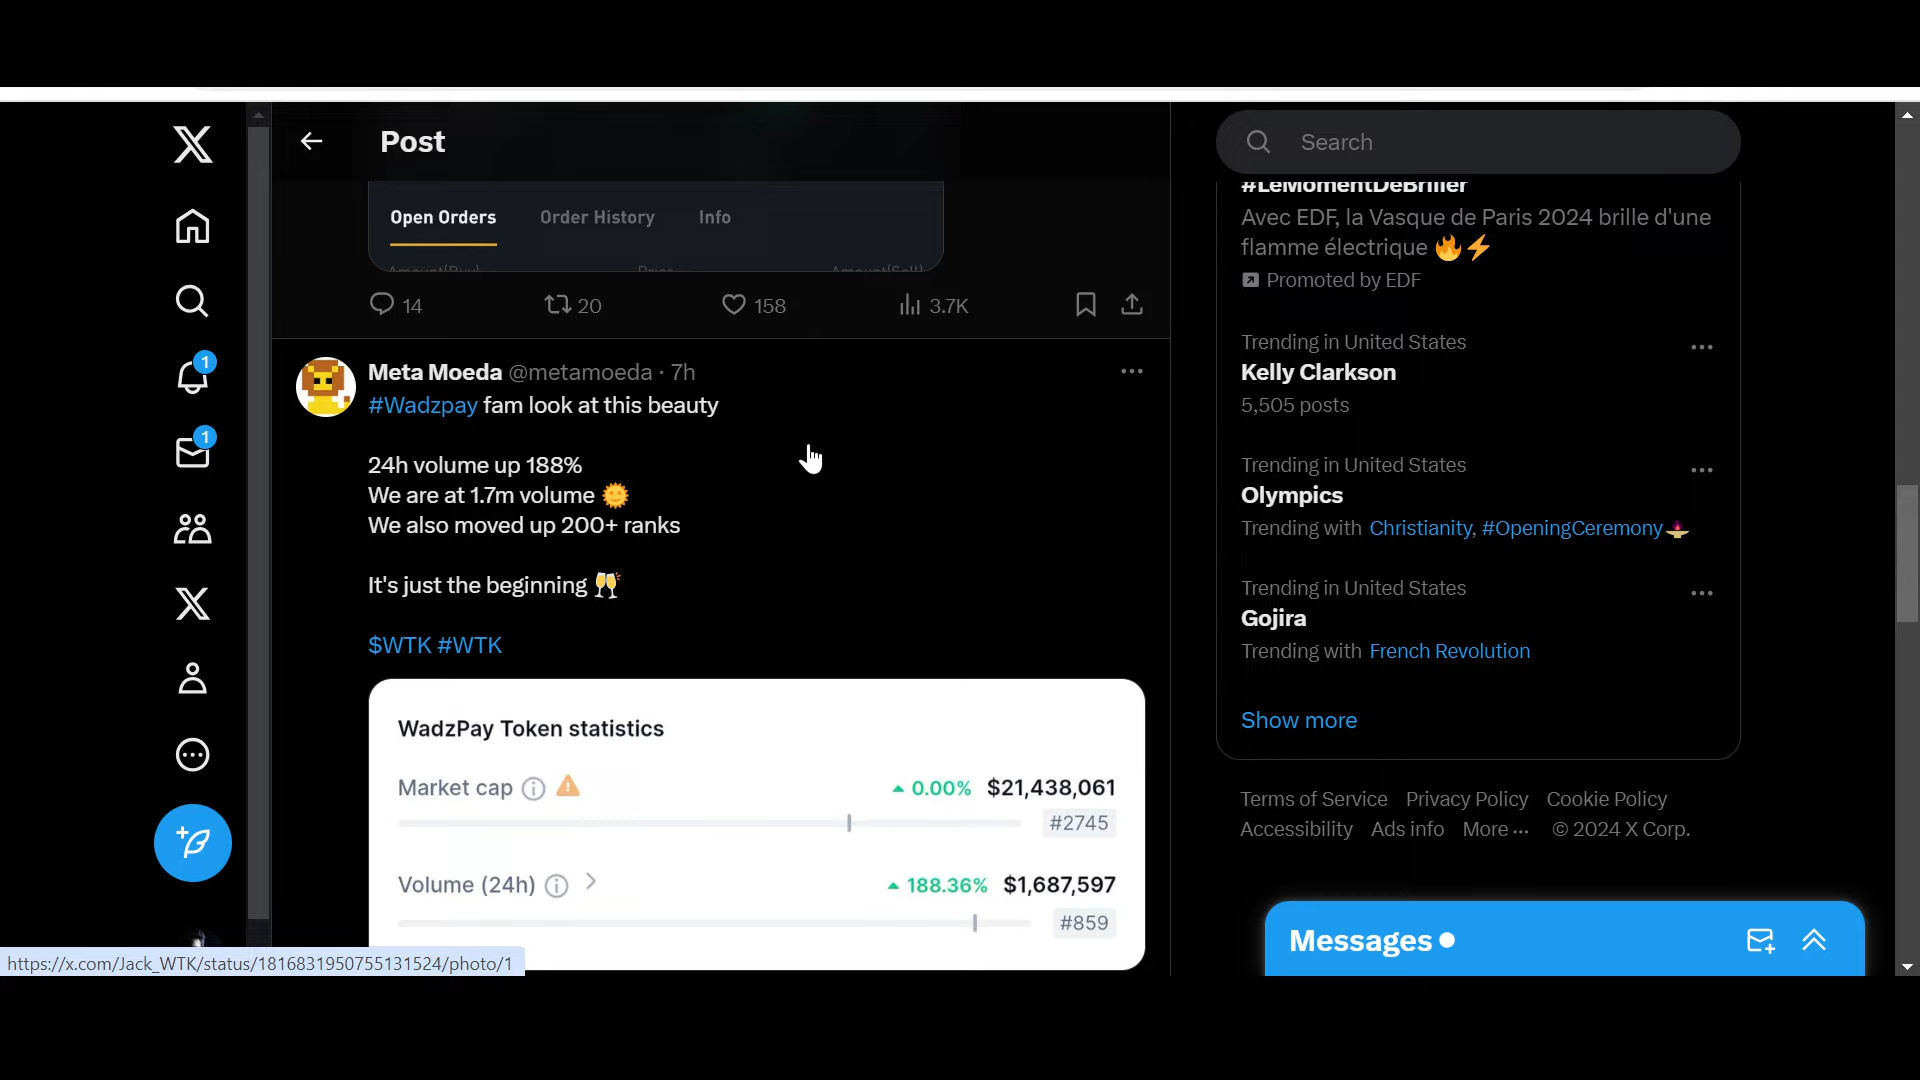 Post
Open Orders Order History Info
Amount(Buy) Price Amount(Sell)
14 20 158 3.7K
Meta Moeda @metamoeda · 7h
#Wadzpay fam look at this beauty
24h volume up 188%
We are at 1.7m volume 🌞
We also moved up 200+ ranks
It's just the beginning 🥂
$WTK #WTK
WadzPay Token statistics
Market cap 0.00% $21,438,061
#2745
Volume (24h) 188.36% $1,687,597
#859
1
1
https://x.com/Jack_WTK/status/1816831950755131524/photo/1
Search
#LeMomentDeBriller
Avec EDF, la Vasque de Paris 2024 brille d'une
flamme électrique 🔥⚡
Promoted by EDF
Trending in United States
Kelly Clarkson
5,505 posts
Trending in United States
Olympics
Trending with Christianity, #OpeningCeremony
Trending in United States
Gojira
Trending with French Revolution
Show more
Terms of Service Privacy Policy Cookie Policy
Accessibility Ads info More ··· © 2024 X Corp.
Messages